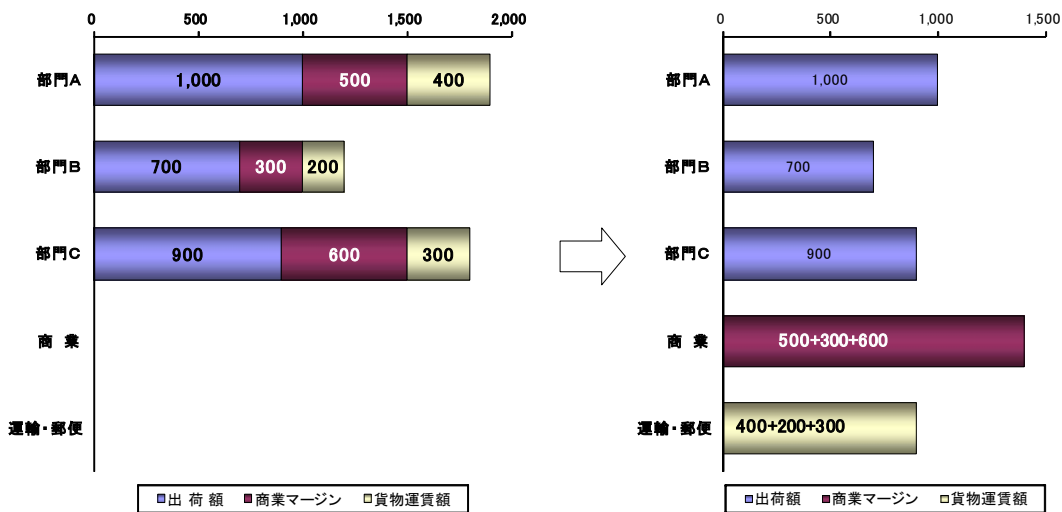 0 500 1,000 1,500 2,000
部門A 1,000 500 400
部門B 700 300 200
部門C 900 600 300
商 業
運輸・郵便
出 荷 額 商業マージン 貨物運賃額
0 500 1,000 1,500
部門A 1,000
部門B 700
部門C 900
商 業 500+300+600
運輸・郵便 400+200+300
出荷額 商業マージン 貨物運賃額